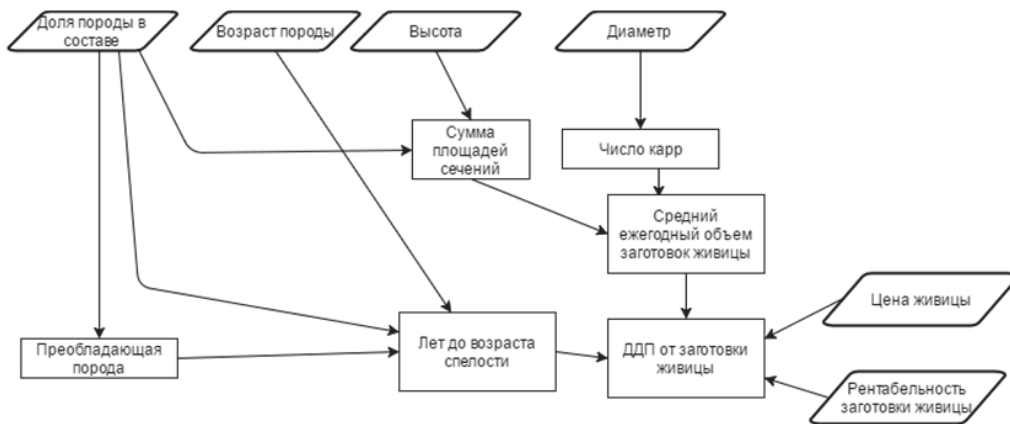 Доля породы в
составе
Возраст породы
Высота
Диаметр
Сумма
площадей
сечений
Число карр
Средний
ежегодный объем
заготовок живицы
Цена живицы
Преобладающая
порода
Лет до возраста
спелости
ДДП от заготовки
живицы
Рентабельность
заготовки живицы